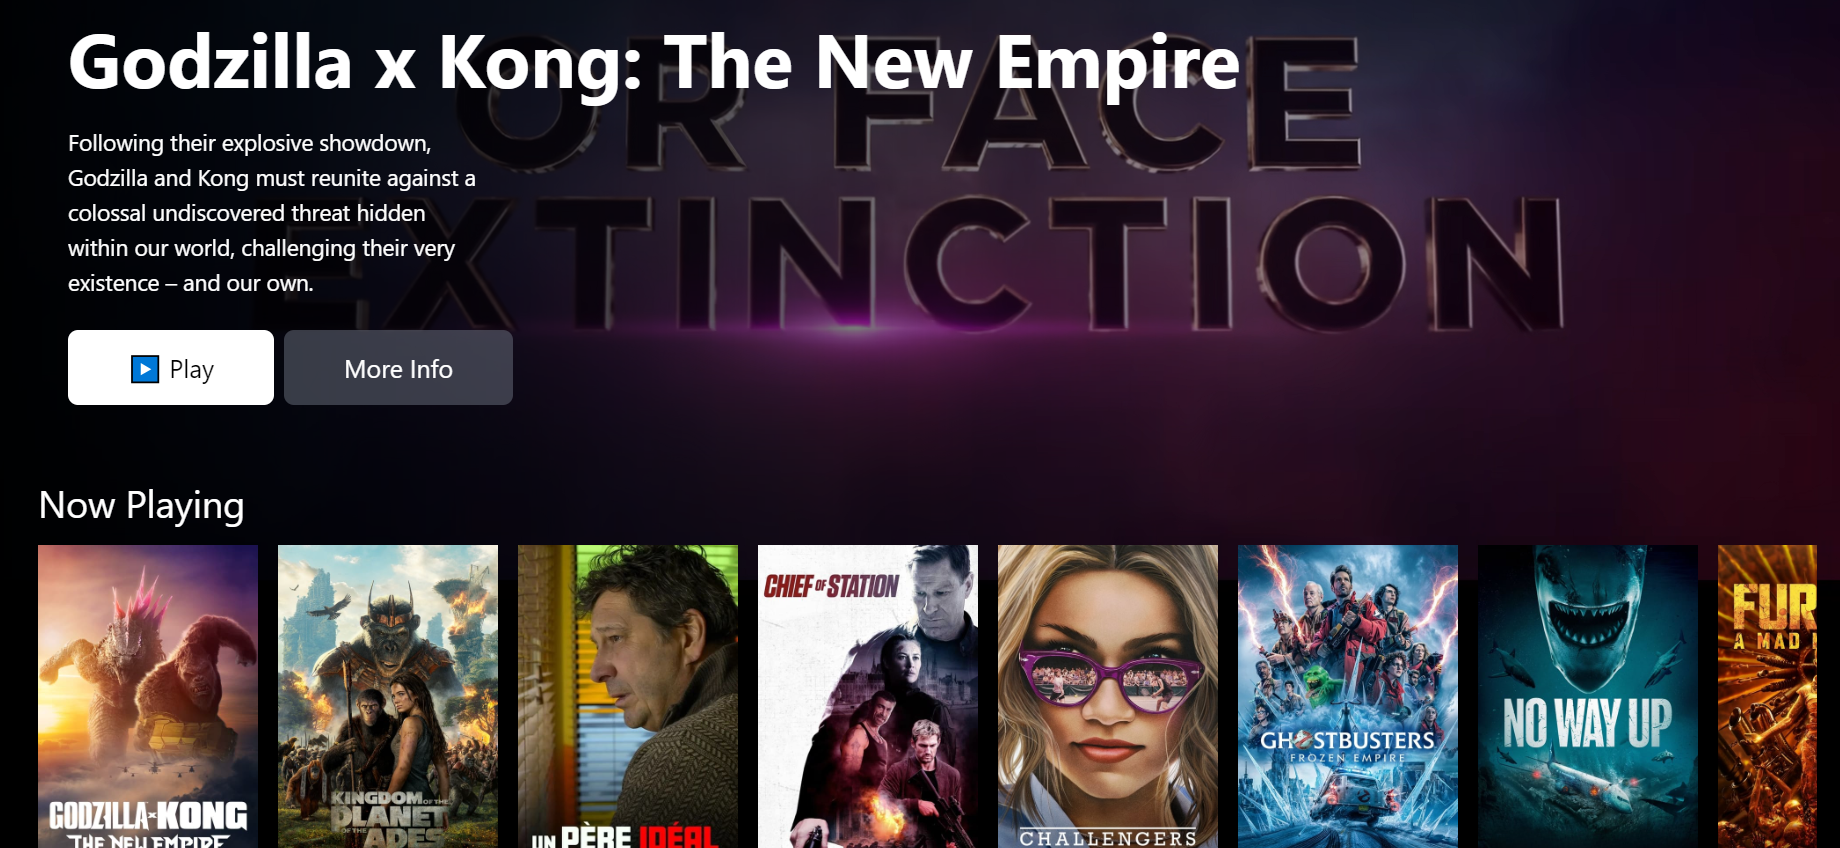 Godzilla x Kong: The New Empire
OR FACE
EXTINCTION
Following their explosive showdown,
Godzilla and Kong must reunite against a
colossal undiscovered threat hidden
within our world, challenging their very
existence – and our own.
Play
More Info
Now Playing
GODZILLA x KONG
THE NEW EMPIRE
KINGDOM OF THE
PLANET
OF THE APES
UN PÈRE IDÉAL
CHIEF OF STATION
CHALLENGERS
GHOSTBUSTERS
FROZEN EMPIRE
NO WAY UP
FUR
A MAD